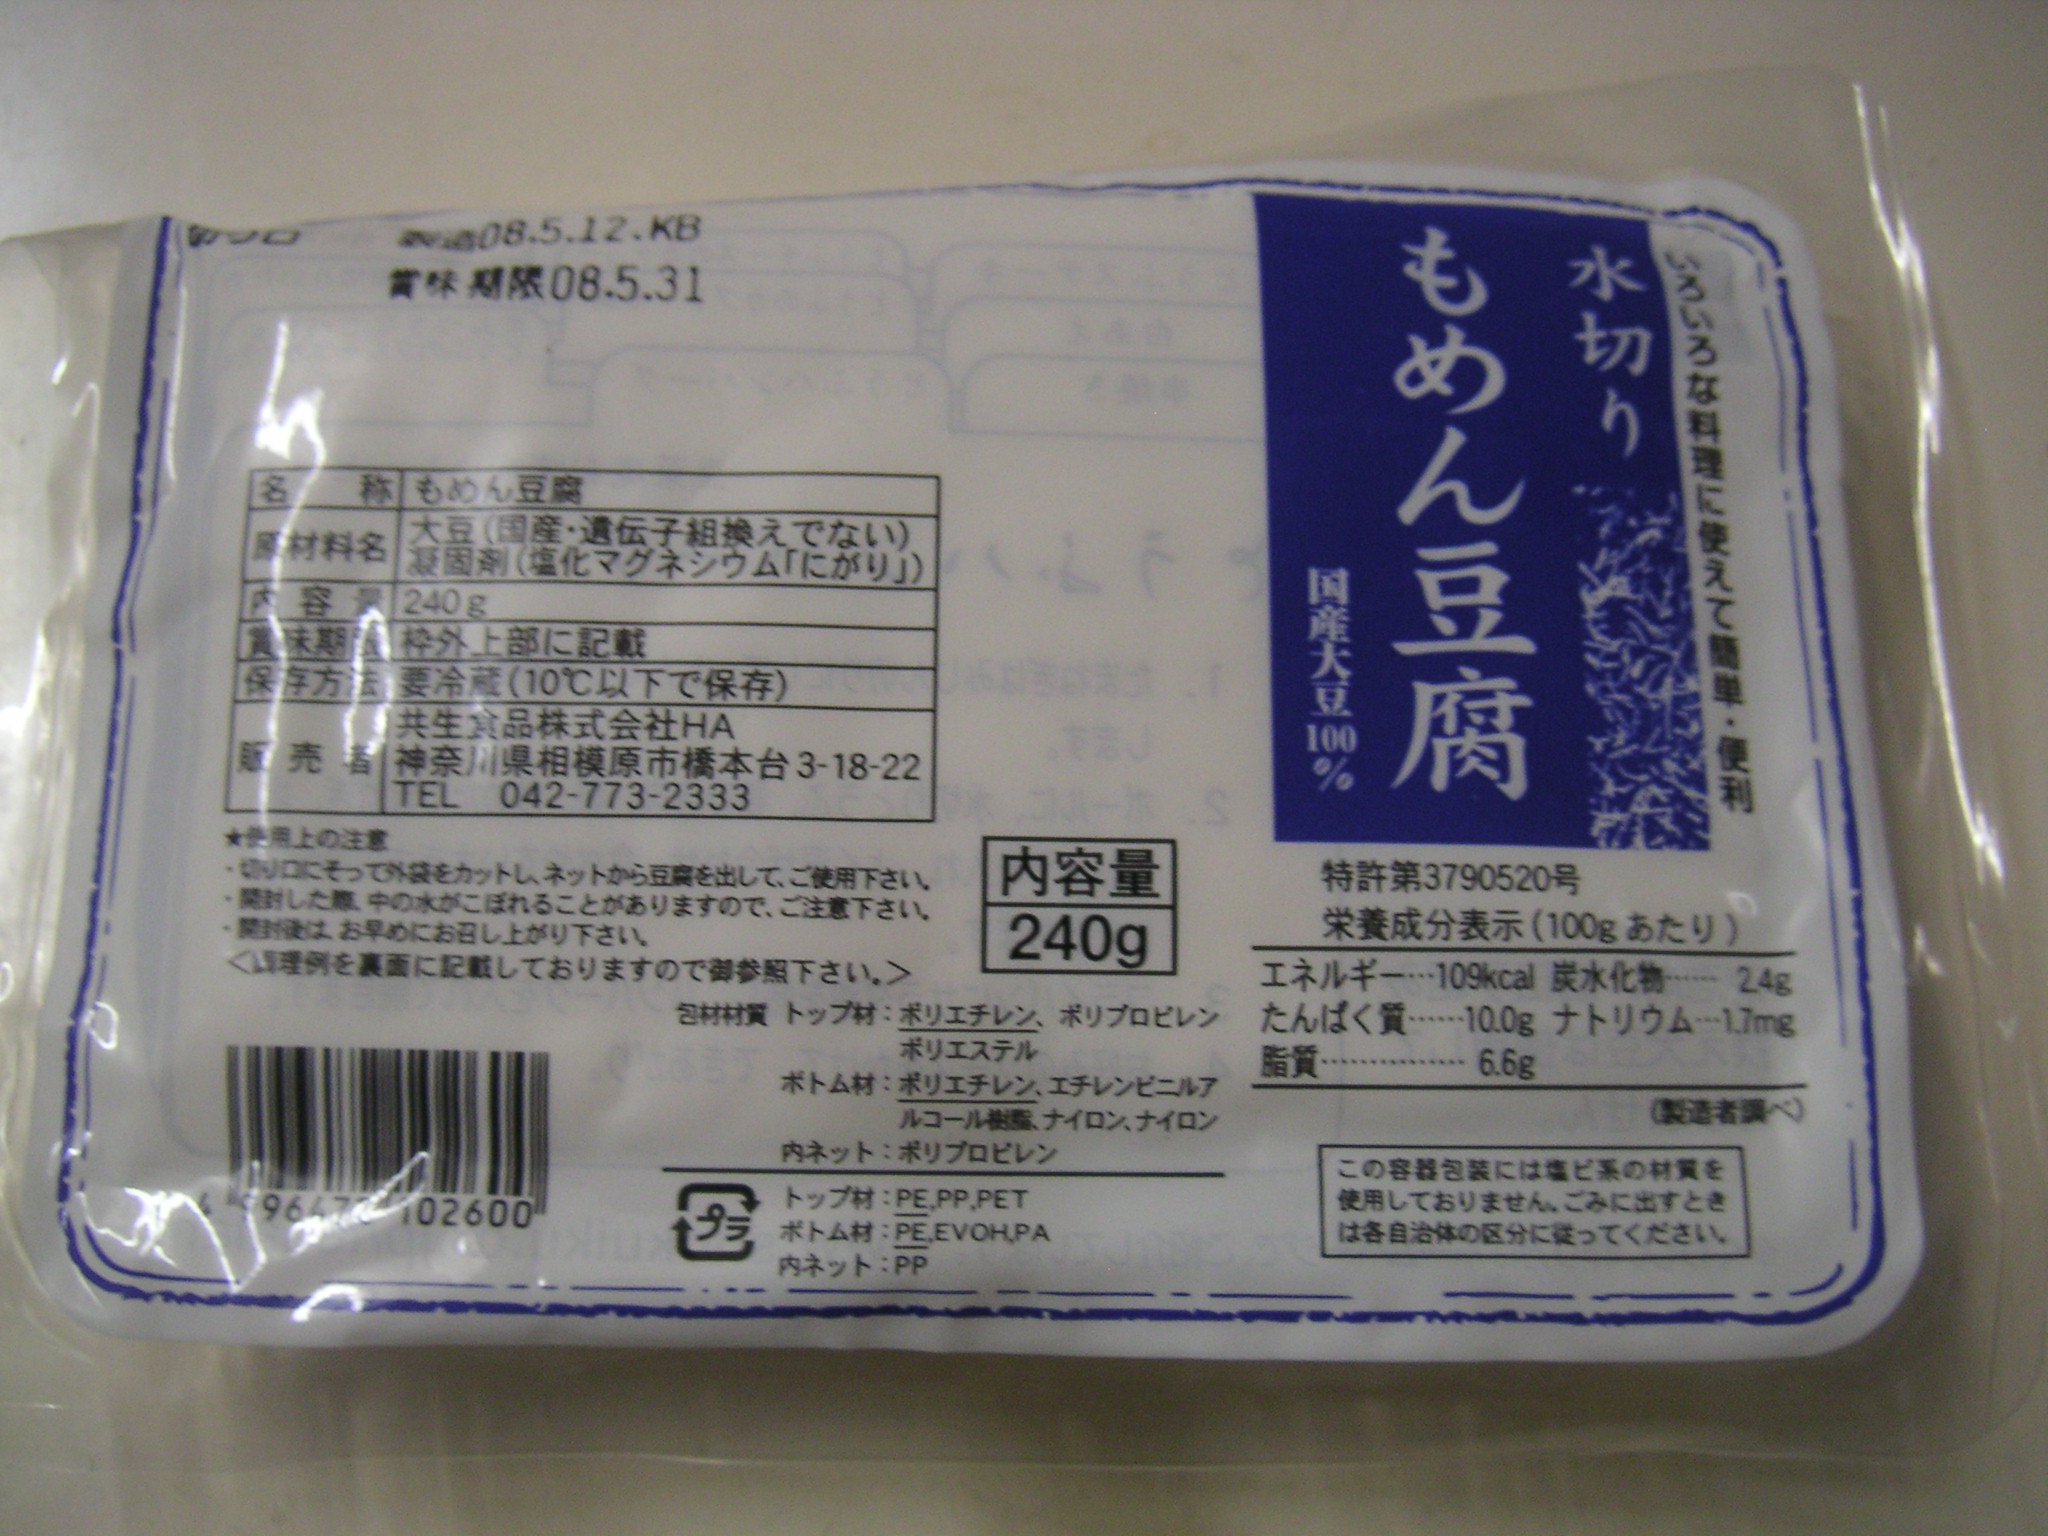 切り口
製造08.5.12.KB
賞味期限08.5.31
名 称 もめん豆腐
原材料名 大豆(国産・遺伝子組換えでない)
凝固剤(塩化マグネシウム「にがり」)
内容量 240g
賞味期限 枠外上部に記載
保存方法 要冷蔵(10℃以下で保存)
販売者 共生食品株式会社HA
神奈川県相模原市橋本台3-18-22
TEL 042-773-2333
★使用上の注意
・切り口にそって外袋をカットし、ネットから豆腐を出して、ご使用下さい。
・開封した際、中の水がこぼれることがありますので、ご注意下さい。
・開封後は、お早めにお召し上がり下さい。
<調理例を裏面に記載しておりますので御参照下さい。>
内容量
240g
包材材質 トップ材:ポリエチレン、ポリプロピレン
ポリエステル
ボトム材:ポリエチレン、エチレンビニルア
ルコール樹脂、ナイロン、ナイロン
内ネット:ポリプロピレン
プラ
トップ材:PE,PP,PET
ボトム材:PE,EVOH,PA
内ネット:PP
102600
いろいろな料理に使えて簡単・便利
水切り
もめん豆腐
国産大豆100%
特許第3790520号
栄養成分表示(100gあたり)
エネルギー…109kcal 炭水化物…… 2.4g
たんぱく質……10.0g ナトリウム…1.7mg
脂質…………… 6.6g
(製造者調べ)
この容器包装には塩ビ系の材質を
使用しておりません。ごみに出すとき
は各自治体の区分に従ってください。